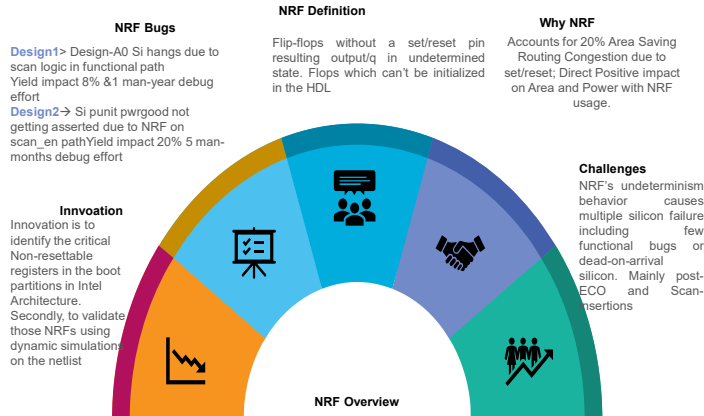 NRF Bugs
Design1> Design-A0 Si hangs due to
scan logic in functional path
Yield impact 8% &1 man-year debug
effort
Design2→ Si punit pwrgood not
getting asserted due to NRF on
scan_en pathYield impact 20% 5 man-
months debug effort
NRF Definition
Flip-flops without a set/reset pin
resulting output/q in undetermined
state. Flops which can't be initialized
in the HDL
Why NRF
Accounts for 20% Area Saving
Routing Congestion due to
set/reset; Direct Positive impact
on Area and Power with NRF
usage.
Innvoation
Innovation is to
identify the critical
Non-resettable
registers in the boot
partitions in Intel
Architecture.
Secondly, to validate
those NRFs using
dynamic simulations
on the netlist
Challenges
NRF's undeterminism
behavior causes
multiple silicon failure
including few
functional bugs or
dead-on-arrival
silicon. Mainly post-
ECO and Scan-
insertions
NRF Overview